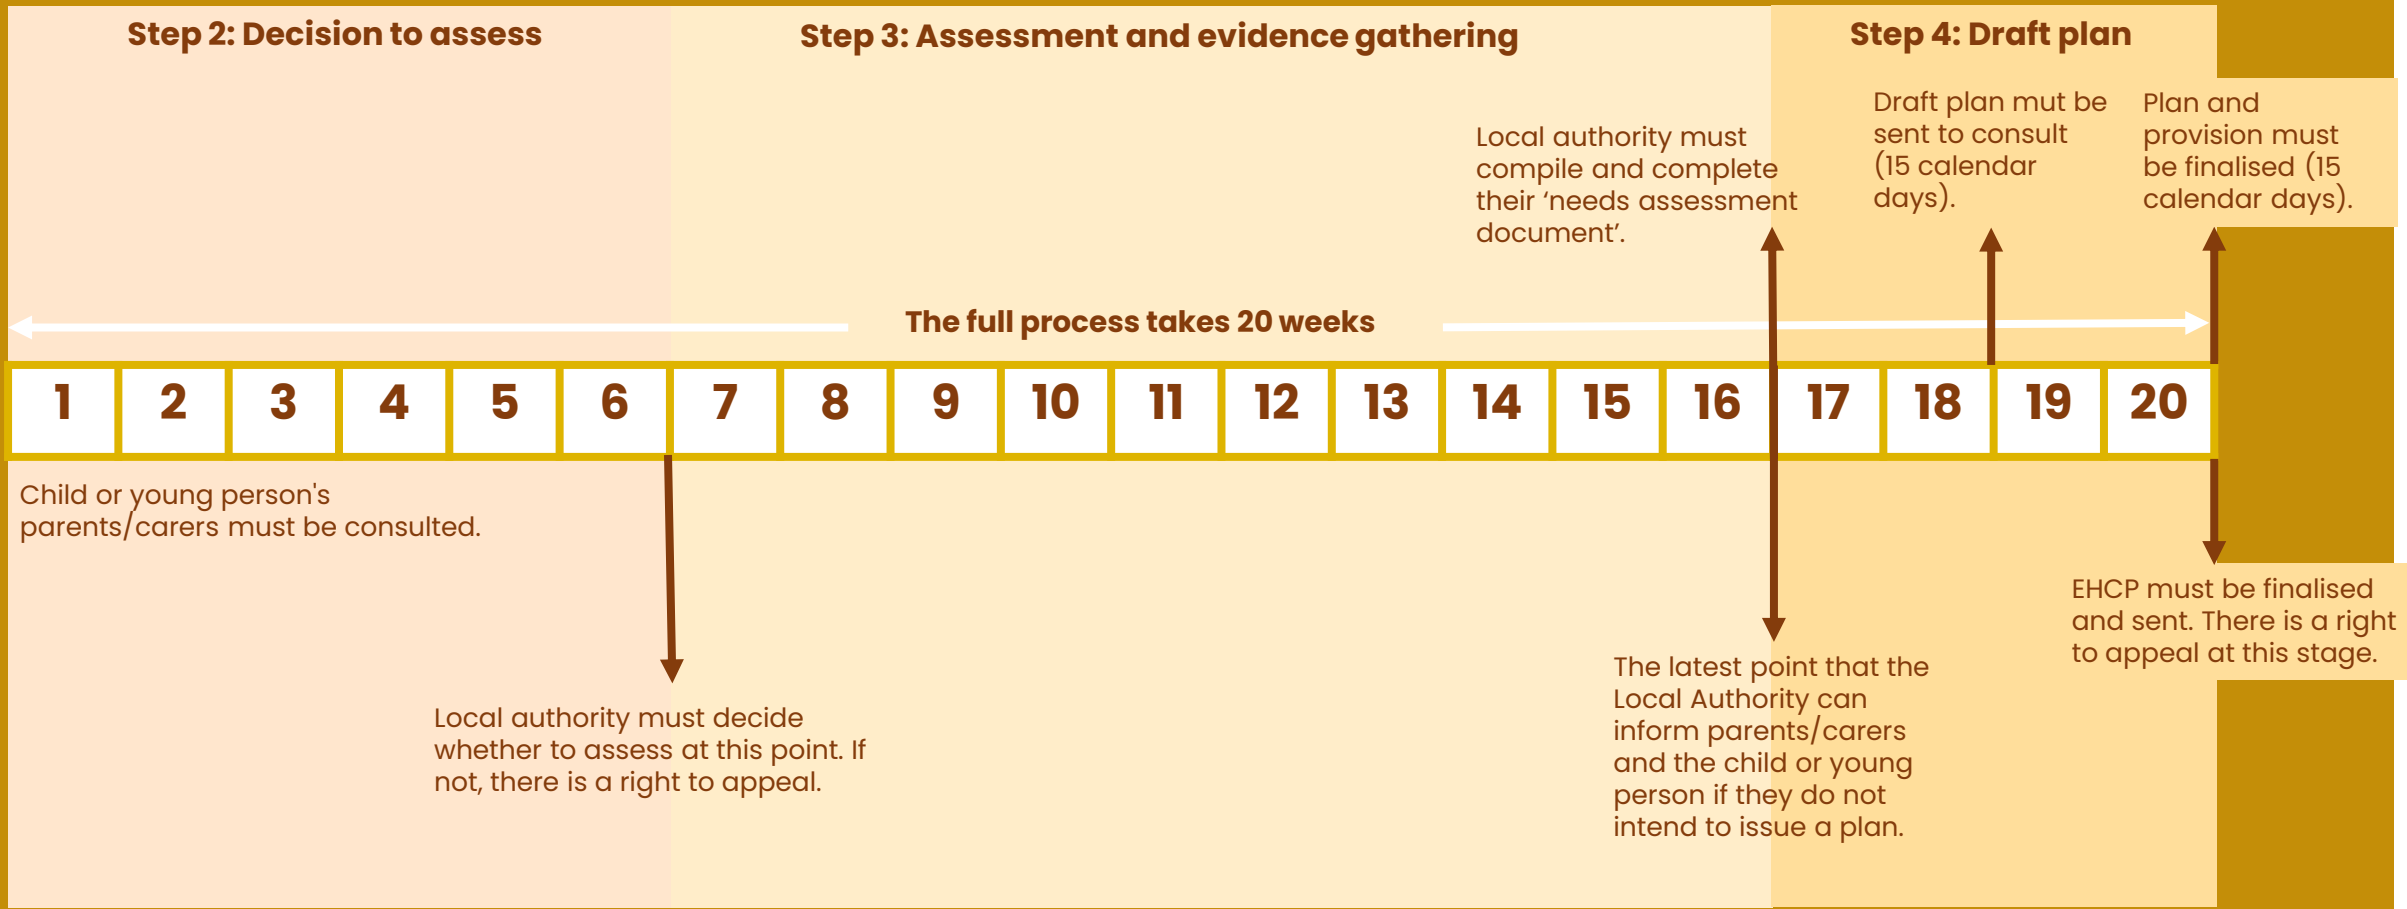 Step 2: Decision to assess
Step 3: Assessment and evidence gathering
Step 4: Draft plan
Local authority must
compile and complete
their ‘needs assessment
document’.
Draft plan mut be
sent to consult
(15 calendar
days).
Plan and
provision must
be finalised (15
calendar days).
The full process takes 20 weeks
1 2 3 4 5 6 7 8 9 10 11 12 13 14 15 16 17 18 19 20
Child or young person's
parents/carers must be consulted.
Local authority must decide
whether to assess at this point. If
not, there is a right to appeal.
The latest point that the
Local Authority can
inform parents/carers
and the child or young
person if they do not
intend to issue a plan.
EHCP must be finalised
and sent. There is a right
to appeal at this stage.